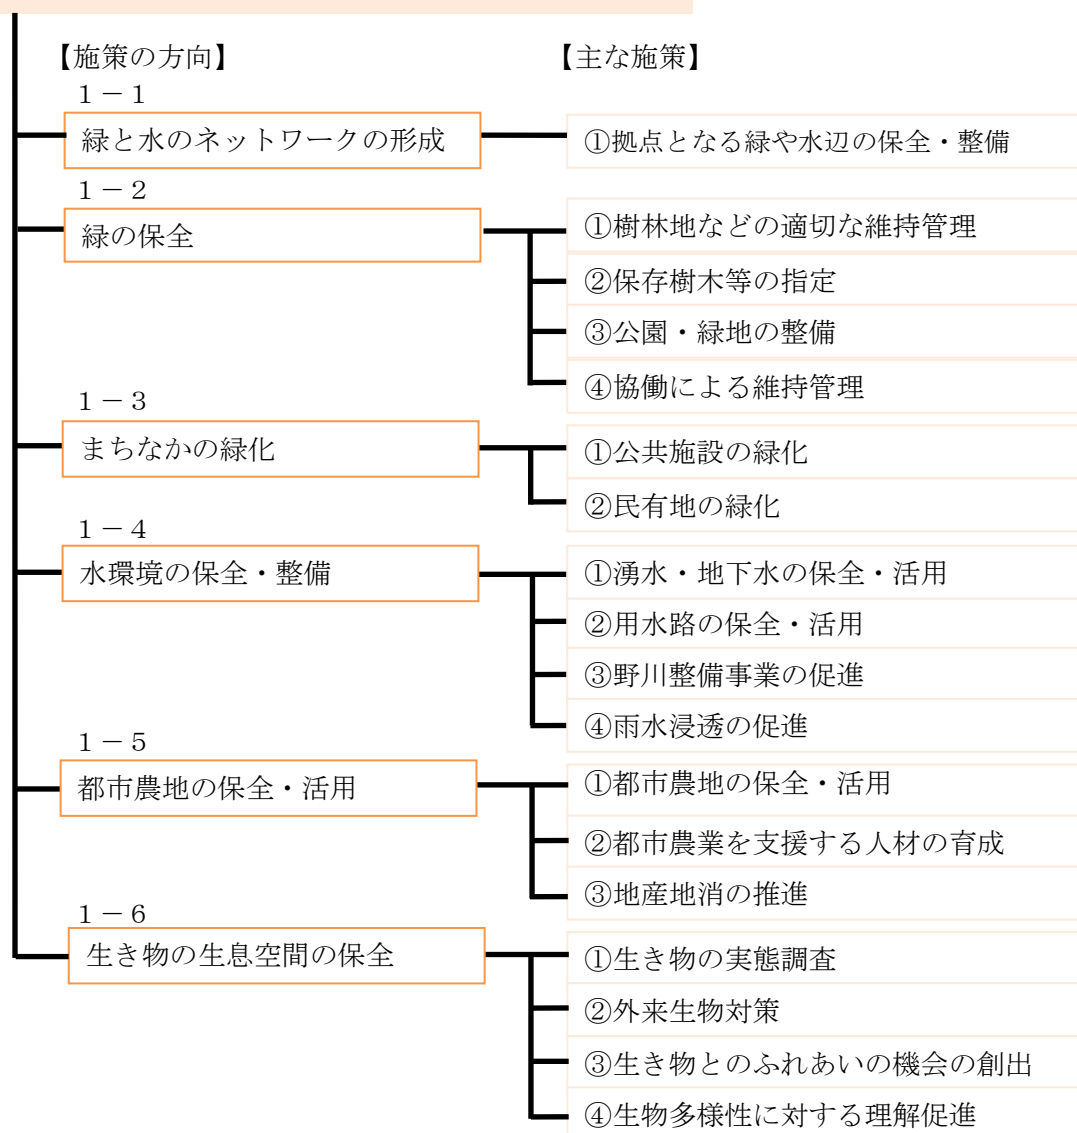 【施策の方向】
【主な施策】
１－１
緑と水のネットワークの形成
①拠点となる緑や水辺の保全・整備
１－２
緑の保全
①樹林地などの適切な維持管理
②保存樹木等の指定
③公園・緑地の整備
④協働による維持管理
１－３
まちなかの緑化
①公共施設の緑化
②民有地の緑化
１－４
水環境の保全・整備
①湧水・地下水の保全・活用
②用水路の保全・活用
③野川整備事業の促進
④雨水浸透の促進
１－５
都市農地の保全・活用
①都市農地の保全・活用
②都市農業を支援する人材の育成
③地産地消の推進
１－６
生き物の生息空間の保全
①生き物の実態調査
②外来生物対策
③生き物とのふれあいの機会の創出
④生物多様性に対する理解促進